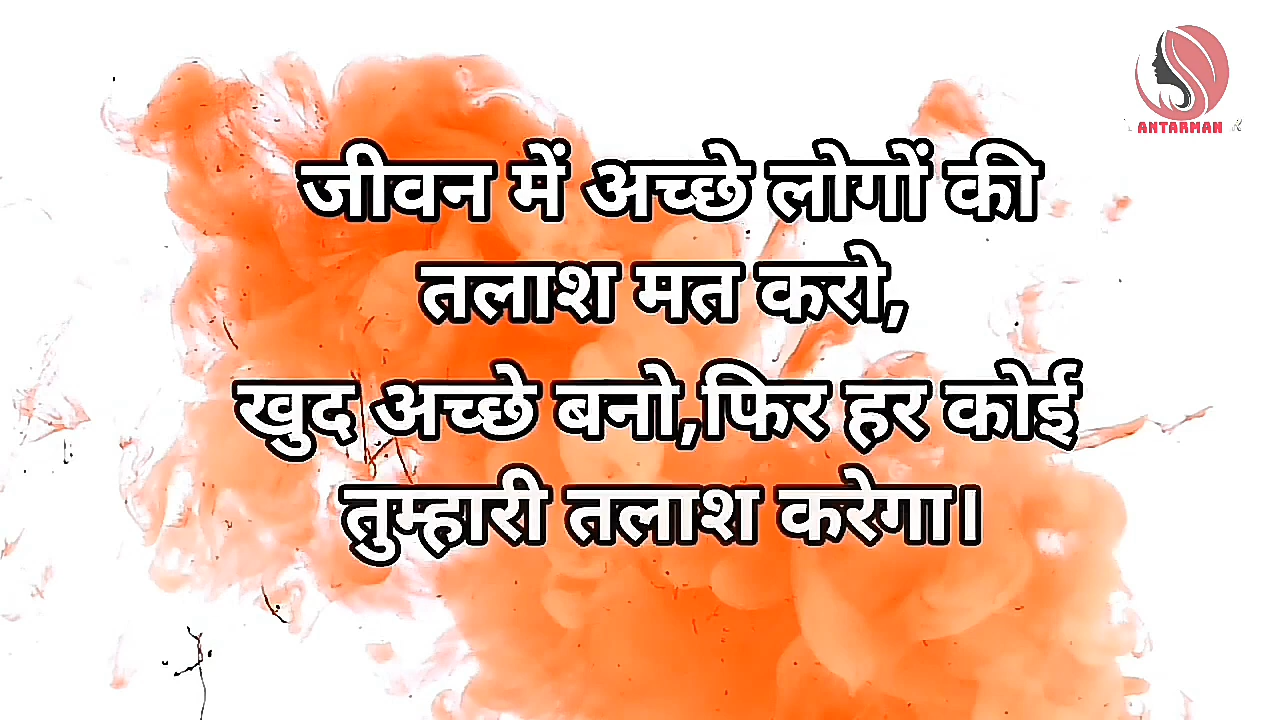 ANTARMAN
जीवन में अच्छे लोगों की
तलाश मत करो,
खुद अच्छे बनो,फिर हर कोई
तुम्हारी तलाश करेगा।